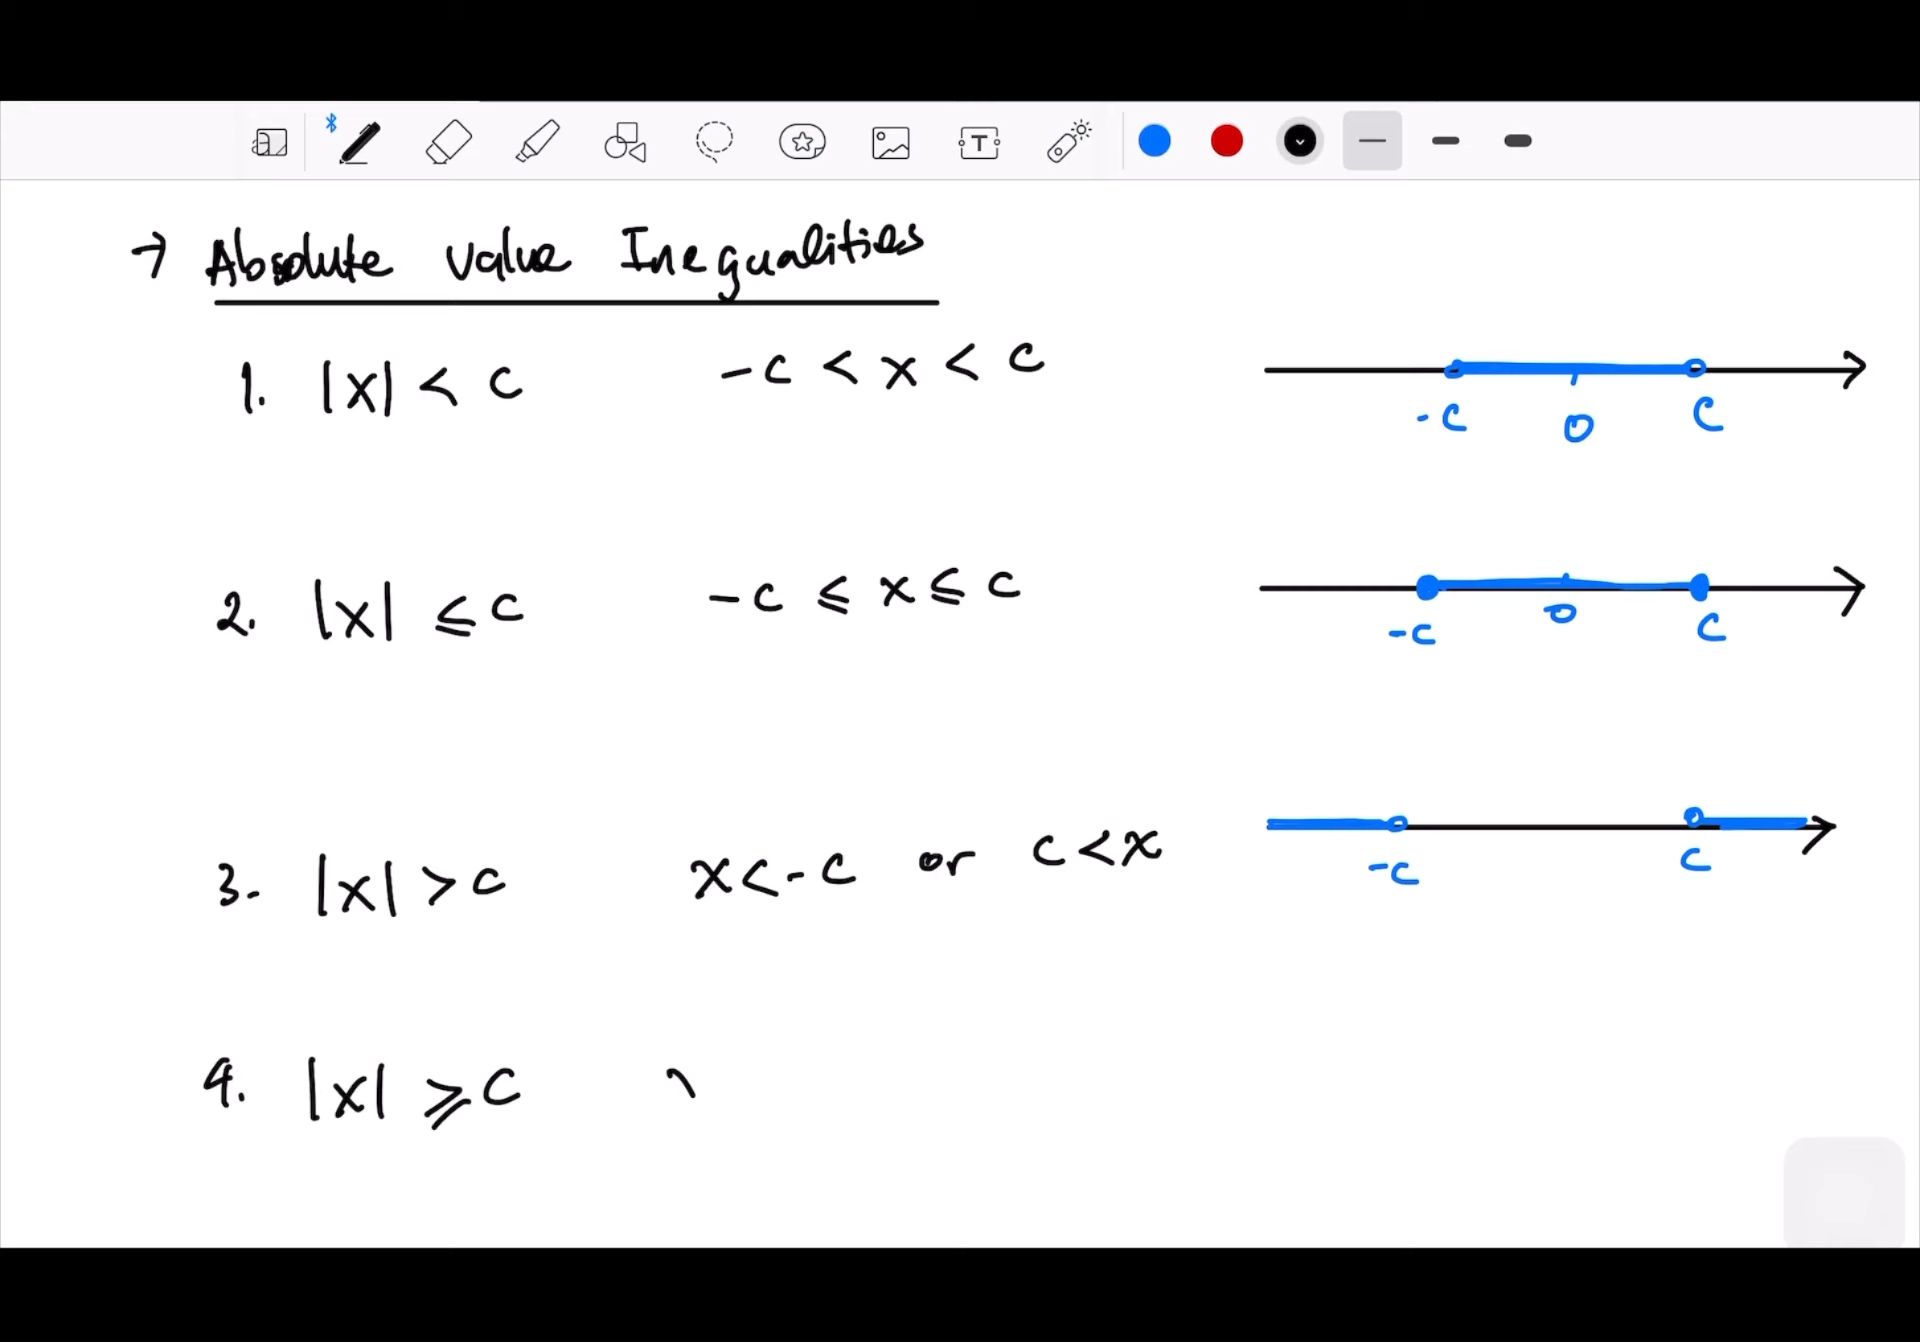 → Absolute value Inequalities
1. |x| < c -c < x < c
-c 0 c
2. |x| ≤ c -c ≤ x ≤ c
-c 0 c
3. |x| > c x < -c or c < x
-c c
4. |x| ≥ c